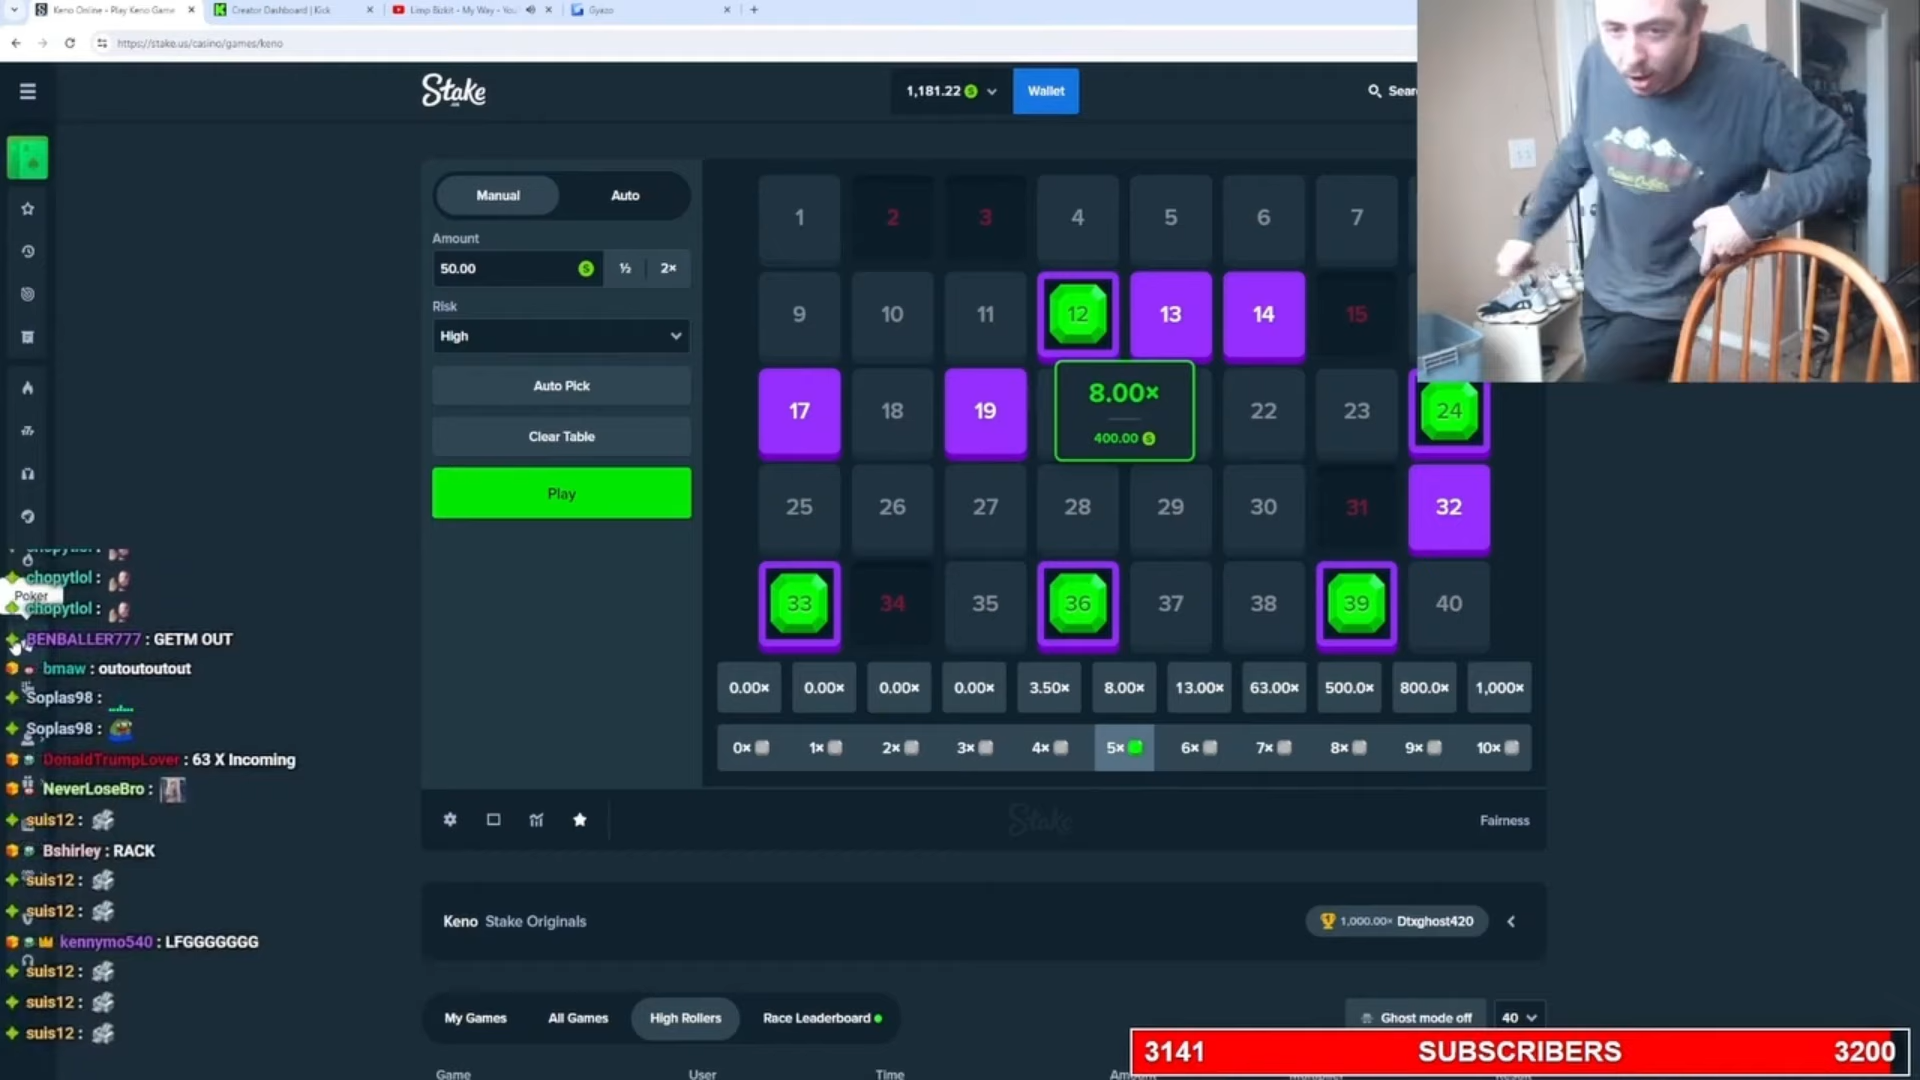 Keno Online - Play Keno Game
Creator Dashboard | Kick
Limp Bizkit - My Way - You
Gyazo
https://stake.us/casino/games/keno
Stake
1,181.22
Wallet
Sear
Manual
Auto
Amount
50.00
½
2×
Risk
High
Auto Pick
Clear Table
Play
1 2 3 4 5 6 7
9 10 11 12 13 14 15
17 18 19 22 23 24
8.00×
400.00
25 26 27 28 29 30 31 32
33 34 35 36 37 38 39 40
0.00× 0.00× 0.00× 0.00× 3.50× 8.00× 13.00× 63.00× 500.0× 800.0× 1,000×
0× 1× 2× 3× 4× 5× 6× 7× 8× 9× 10×
Stake
Fairness
Keno Stake Originals
1,000.00× Dtxghost420
My Games
All Games
High Rollers
Race Leaderboard
Ghost mode off
40
Game
User
Time
chopytlol :
chopytlol :
Poker
chopytlol :
BENBALLER777 : GETM OUT
bmaw : outoutoutout
Soplas98 :
Soplas98 :
DonaldTrumpLover : 63 X Incoming
NeverLoseBro :
suis12 :
Bshirley : RACK
suis12 :
suis12 :
kennymo540 : LFGGGGGGG
suis12 :
suis12 :
suis12 :
3141 SUBSCRIBERS 3200